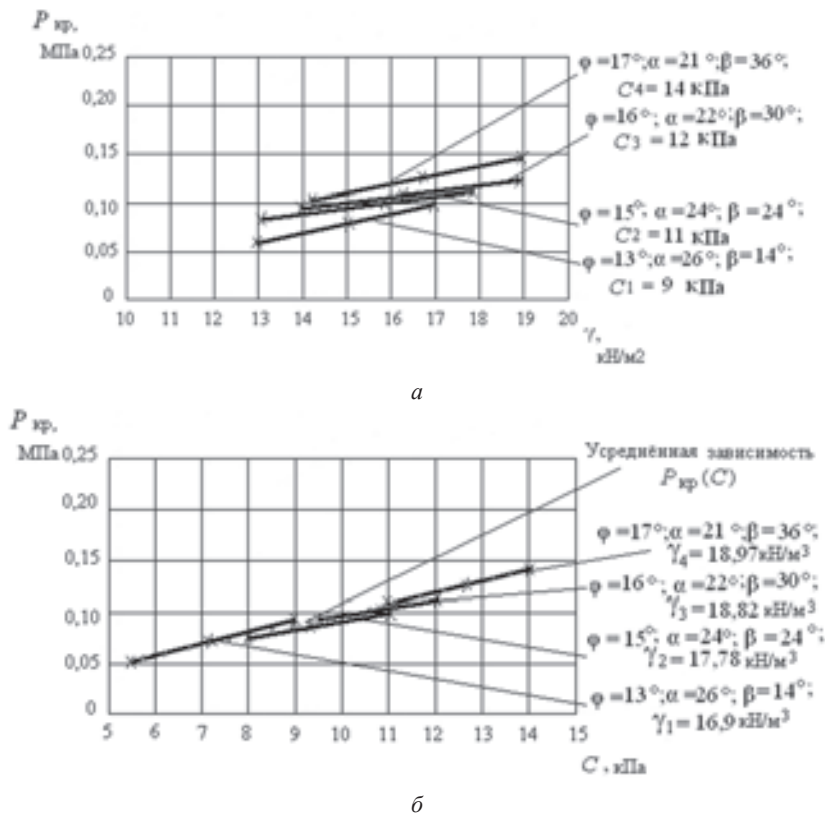 P кр,
МПа 0,25
0,20
0,15
0,10
0,05
0
10 11 12 13 14 15 16 17 18 19 20
γ,
кН/м2
φ =17°;α =21 °;β= 36°;
C4= 14 кПа
φ =16°; α =22°;β=30°;
C3 = 12 кПа
φ =15°; α =24°; β = 24 °;
C2 = 11 кПа
φ =13°;α=26°; β=14°;
C1 = 9 кПа
а
P кр,
МПа 0,25
0,20
0,15
0,10
0,05
0
5 6 7 8 9 10 11 12 13 14 15
C , кПа
Усреднённая зависимость
Pкр (C)
φ =17°;α =21 °;β= 36°;
γ4= 18,97кН/м3
φ =16°; α =22°;β=30°;
γ3= 18,82 кН/м3
φ =15°; α =24°; β = 24 °;
γ2= 17,78 кН/м3
φ =13°;α=26°; β=14°;
γ1= 16,9 кН/м3
б